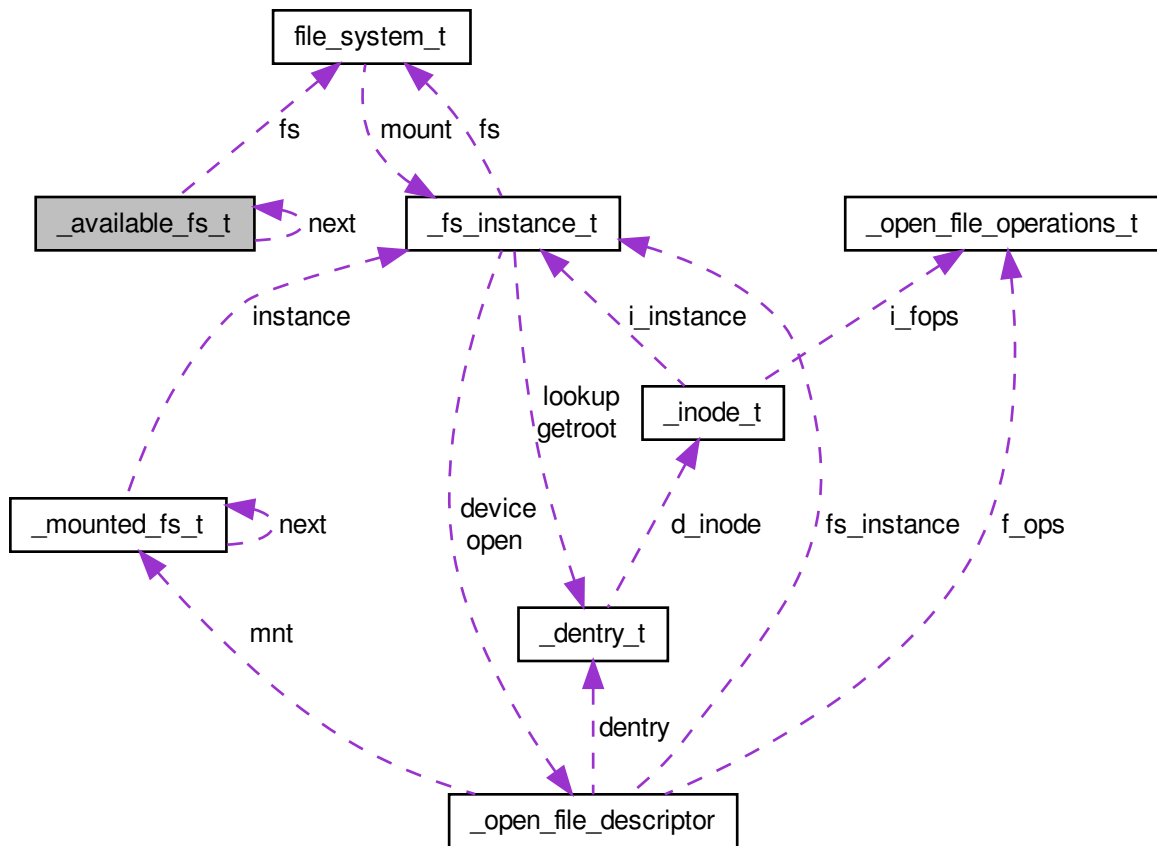 file_system_t
fs
mount
fs
_available_fs_t
next
_fs_instance_t
_open_file_operations_t
instance
i_instance
i_fops
lookup
getroot
_inode_t
_mounted_fs_t
next
device
open
d_inode
fs_instance
f_ops
mnt
_dentry_t
dentry
_open_file_descriptor